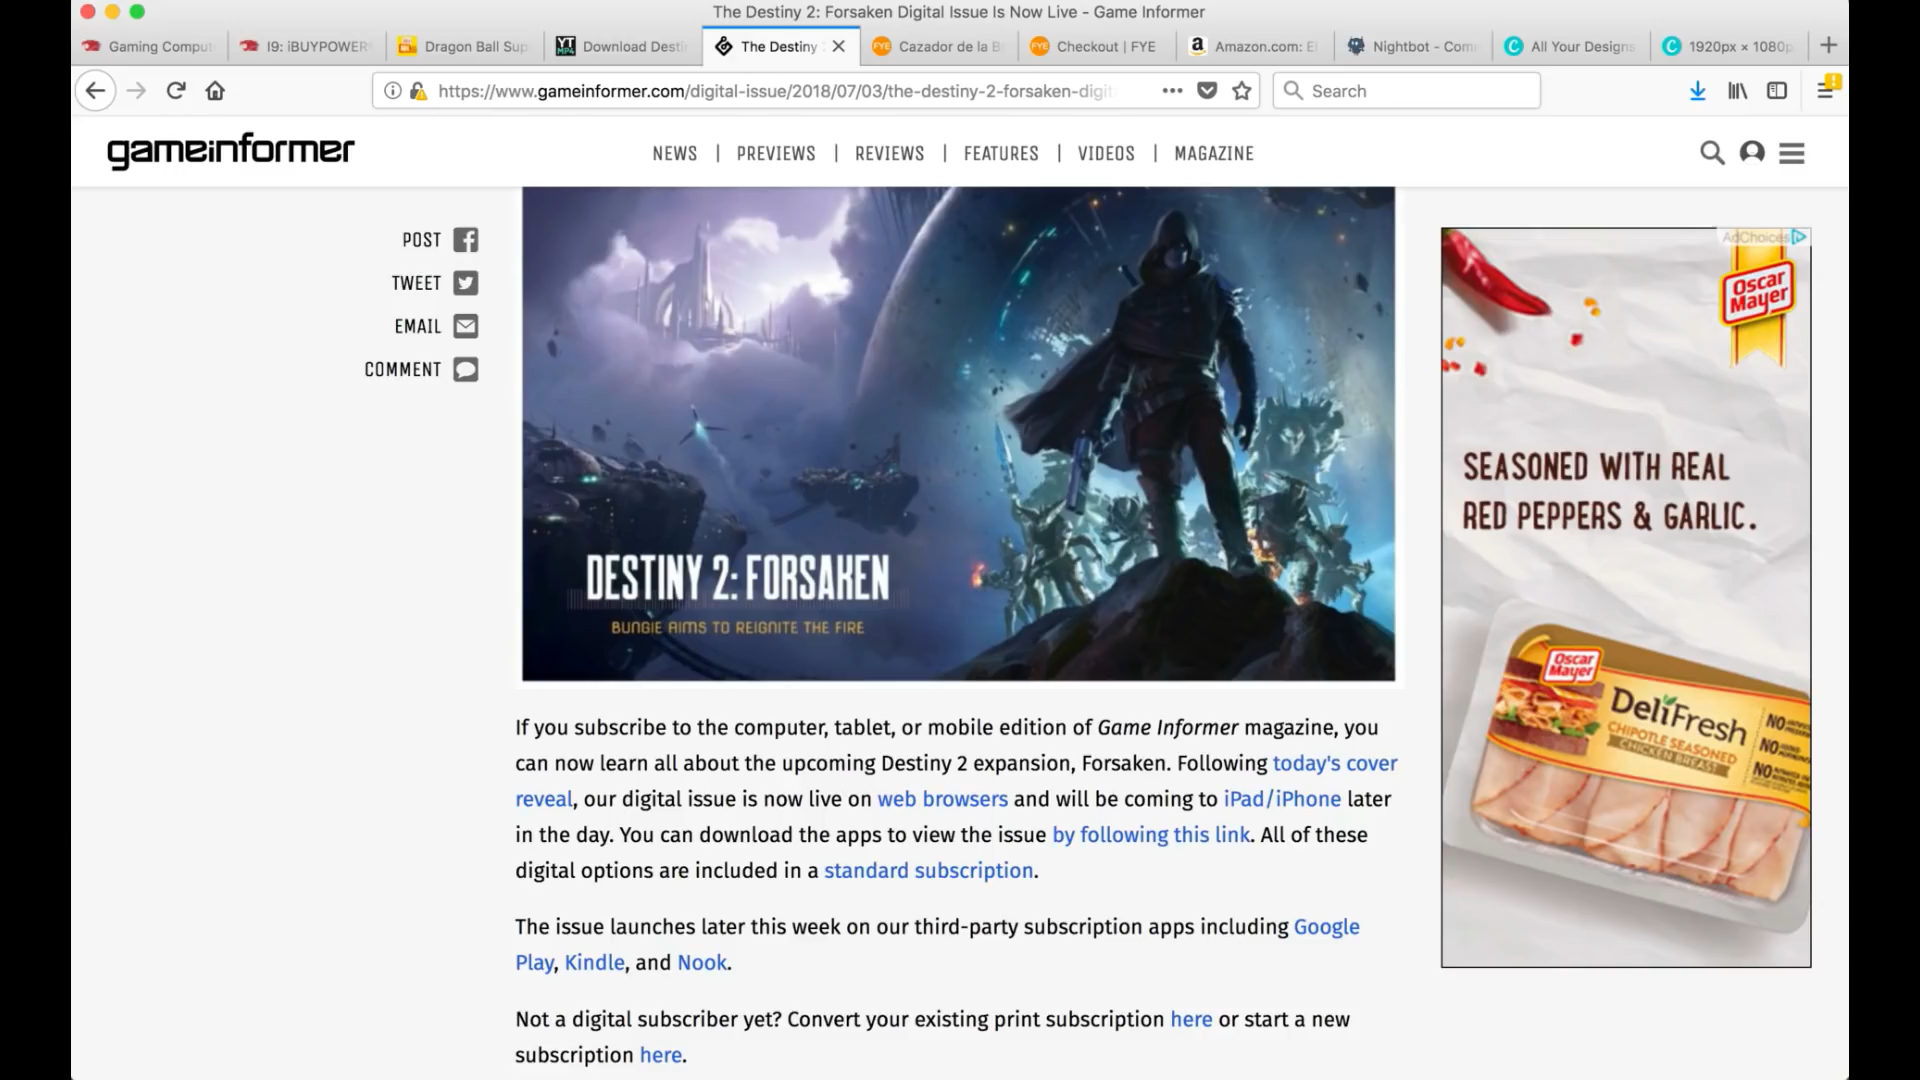 The Destiny 2: Forsaken Digital Issue Is Now Live - Game Informer
Gaming Comput
I9: iBUYPOWER
Dragon Ball Sup
Download Desti
The Destiny
Cazador de la B
Checkout | FYE
Amazon.com: E
Nightbot - Com
All Your Designs
1920px × 1080p
https://www.gameinformer.com/digital-issue/2018/07/03/the-destiny-2-forsaken-digit
Search
gameinformer
NEWS | PREVIEWS | REVIEWS | FEATURES | VIDEOS | MAGAZINE
POST
TWEET
EMAIL
COMMENT
DESTINY 2: FORSAKEN
BUNGIE AIMS TO REIGNITE THE FIRE
If you subscribe to the computer, tablet, or mobile edition of Game Informer magazine, you
can now learn all about the upcoming Destiny 2 expansion, Forsaken. Following today's cover
reveal, our digital issue is now live on web browsers and will be coming to iPad/iPhone later
in the day. You can download the apps to view the issue by following this link. All of these
digital options are included in a standard subscription.
The issue launches later this week on our third-party subscription apps including Google
Play, Kindle, and Nook.
Not a digital subscriber yet? Convert your existing print subscription here or start a new
subscription here.
AdChoices
Oscar
Mayer
SEASONED WITH REAL
RED PEPPERS & GARLIC.
Oscar
Mayer
DeliFresh
CHIPOTLE SEASONED
CHICKEN BREAST
NO
NO
NO